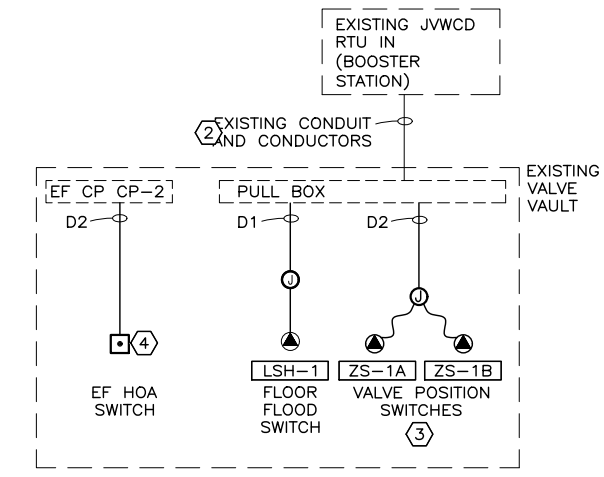 EXISTING JVWCD
RTU IN
(BOOSTER
STATION)
2
EXISTING CONDUIT
AND CONDUCTORS
EXISTING
VALVE
VAULT
EF CP CP-2
PULL BOX
D2
D1
D2
J
J
4
LSH-1
ZS-1A
ZS-1B
EF HOA
SWITCH
FLOOR
FLOOD
SWITCH
VALVE POSITION
SWITCHES
3